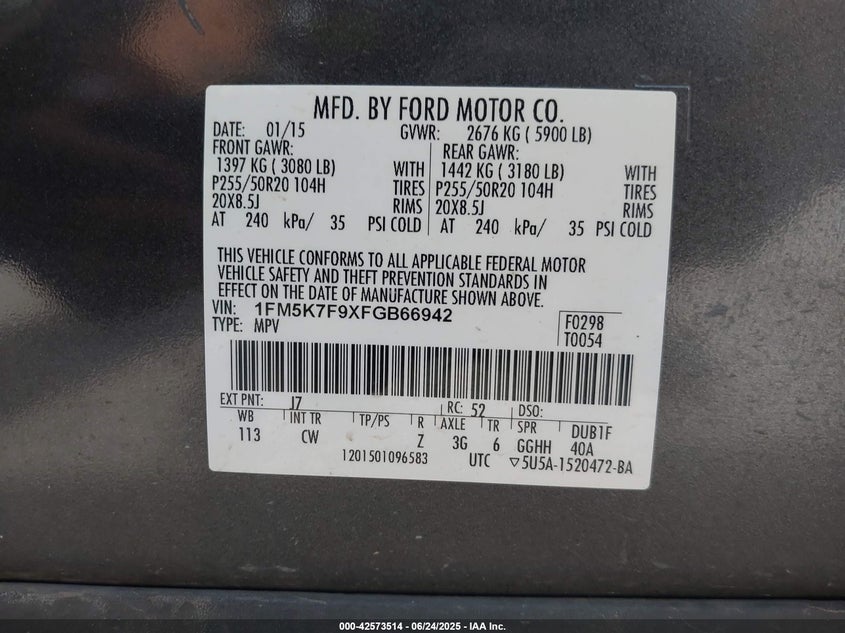 MFD. BY FORD MOTOR CO.
DATE: 01/15 GVWR: 2676 KG ( 5900 LB)
FRONT GAWR: REAR GAWR:
1397 KG ( 3080 LB) WITH 1442 KG ( 3180 LB) WITH
P255/50R20 104H TIRES P255/50R20 104H TIRES
20X8.5J RIMS 20X8.5J RIMS
AT 240 kPa/ 35 PSI COLD AT 240 kPa/ 35 PSI COLD
THIS VEHICLE CONFORMS TO ALL APPLICABLE FEDERAL MOTOR
VEHICLE SAFETY AND THEFT PREVENTION STANDARDS IN
EFFECT ON THE DATE OF MANUFACTURE SHOWN ABOVE.
VIN: 1FM5K7F9XFGB66942 F0298
TYPE: MPV T0054
EXT PNT: J7 RC: 52 DSO:
WB INT TR TP/PS R AXLE TR SPR DUB1F
113 CW Z 3G 6 GGHH 40A
1201501096583 UTC ▽5U5A-1520472-BA
000-42573514 / 06/24/2025 - IAA Inc.